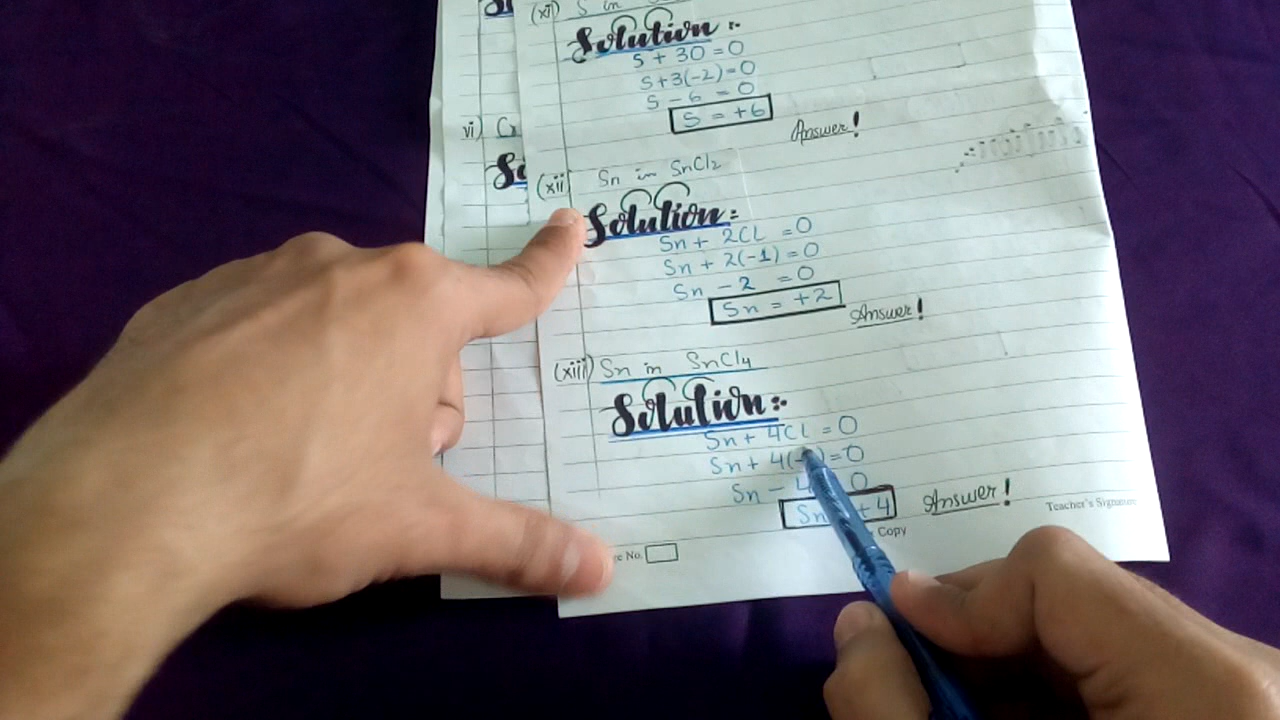 (xi) S in
Solution:-
S + 3O = 0
S+3(-2)=0
S - 6 = 0
S = +6
Answer!
vi)
(xii) Sn in SnCl2
Solution:-
Sn + 2Cl = 0
Sn + 2(-1) = 0
Sn - 2 = 0
Sn = +2
Answer!
(xiii) Sn in SnCl4
Solution:-
Sn + 4Cl = 0
Sn + 4(- )=0
Sn - 4 0
Sn +4
Answer!
Teacher's
No.
Copy